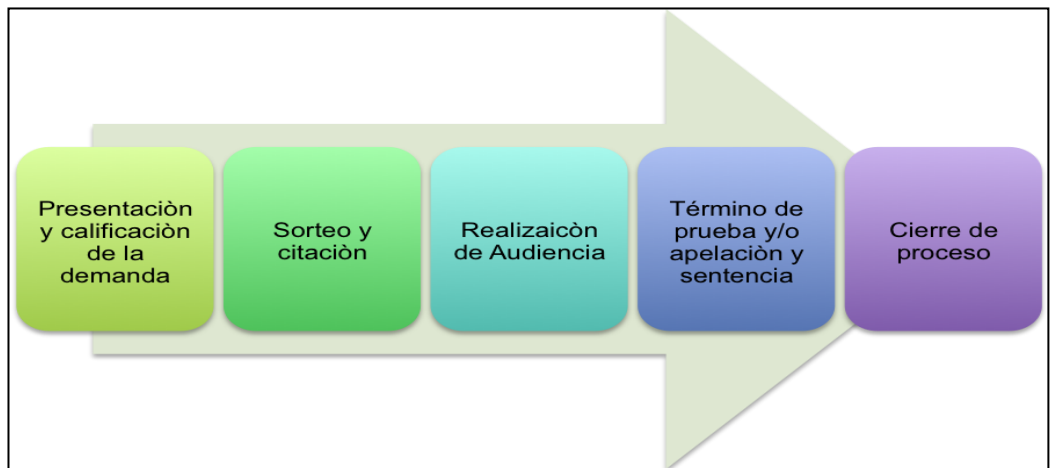 Presentaciòn
y calificaciòn
de la
demanda
Sorteo y
citaciòn
Realizaicòn
de Audiencia
Término de
prueba y/o
apelaciòn y
sentencia
Cierre de
proceso